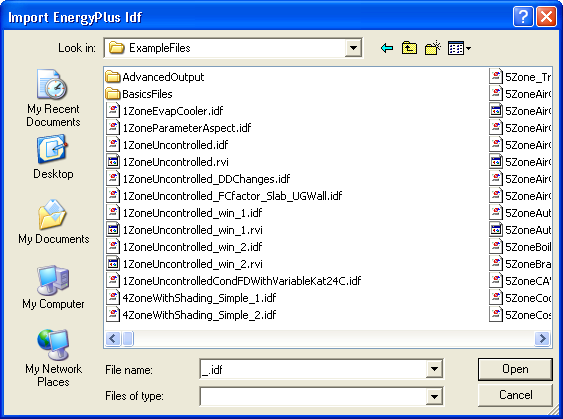 Import EnergyPlus Idf
Look in: ExampleFiles
My Recent
Documents
Desktop
My Documents
My Computer
My Network
Places
AdvancedOutput
BasicsFiles
1ZoneEvapCooler.idf
1ZoneParameterAspect.idf
1ZoneUncontrolled.idf
1ZoneUncontrolled.rvi
1ZoneUncontrolled_DDChanges.idf
1ZoneUncontrolled_FCfactor_Slab_UGWall.idf
1ZoneUncontrolled_win_1.idf
1ZoneUncontrolled_win_1.rvi
1ZoneUncontrolled_win_2.idf
1ZoneUncontrolled_win_2.rvi
1ZoneUncontrolledCondFDWithVariableKat24C.idf
4ZoneWithShading_Simple_1.idf
4ZoneWithShading_Simple_2.idf
5Zone_Tr
5ZoneAir
5ZoneAir
5ZoneAir
5ZoneAir
5ZoneAir
5ZoneAir
5ZoneAut
5ZoneAut
5ZoneBoil
5ZoneBra
5ZoneCAV
5ZoneCoo
5ZoneCos
File name: _.idf
Open
Files of type:
Cancel